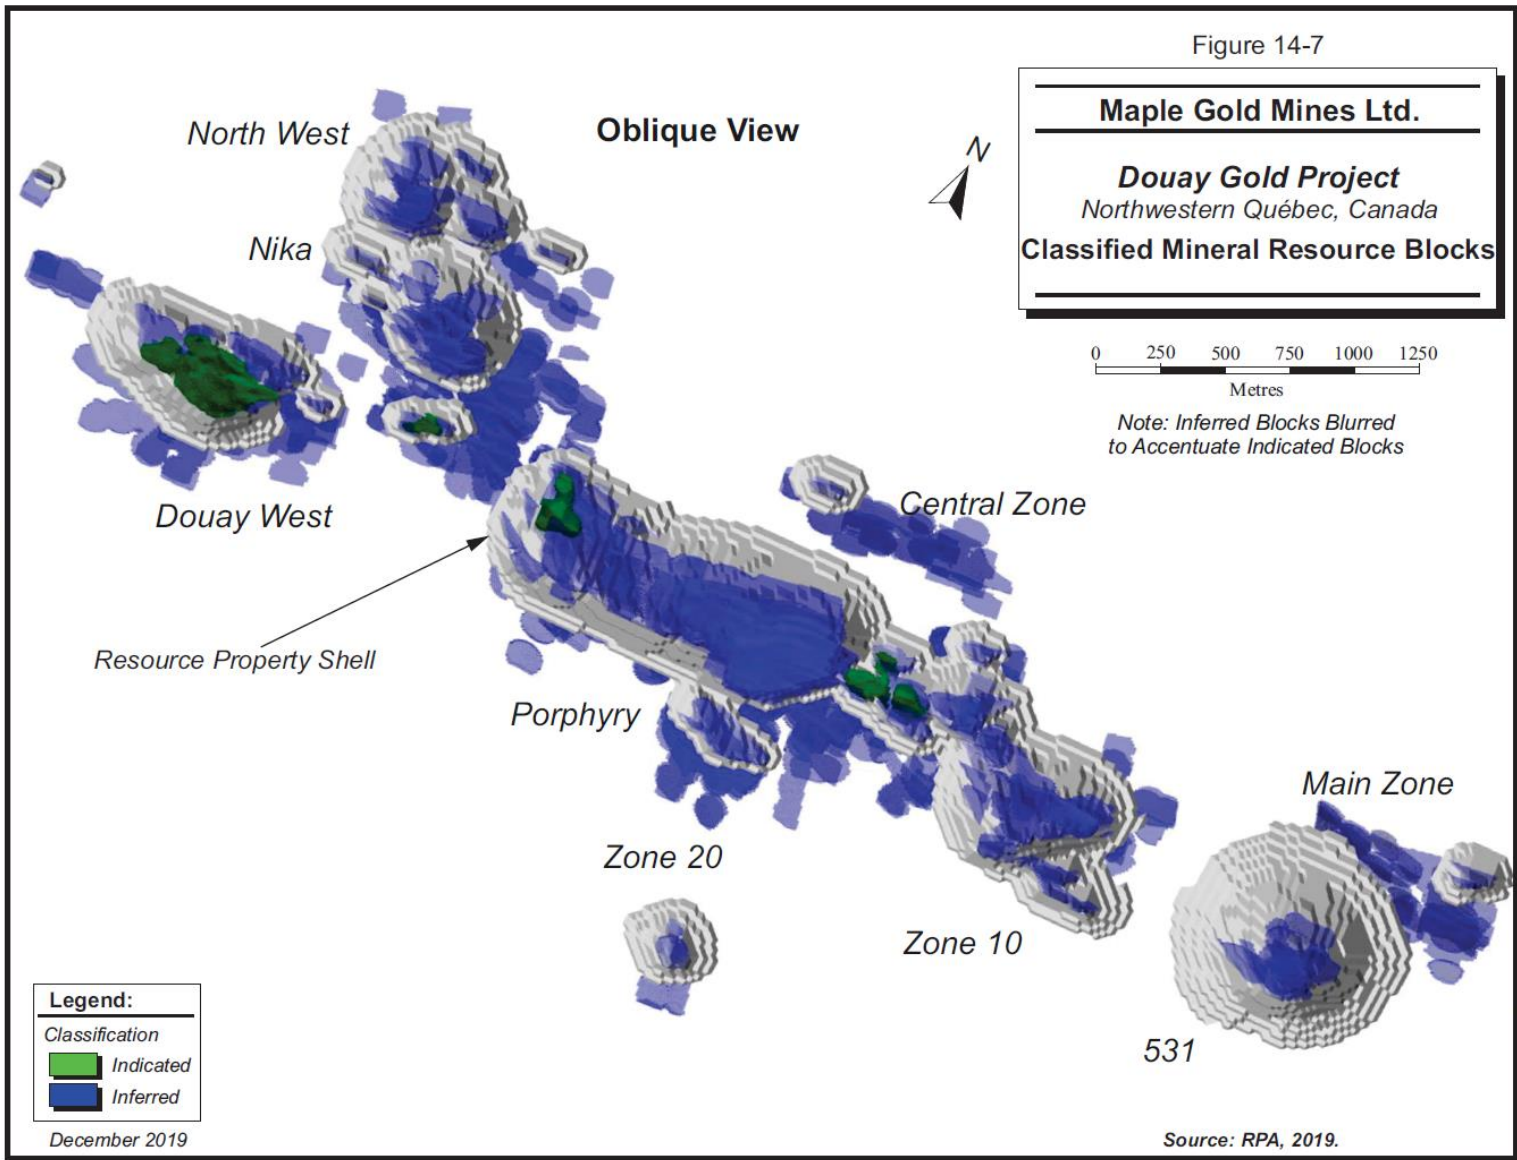 Figure 14-7
Maple Gold Mines Ltd.
Douay Gold Project
Northwestern Québec, Canada
Classified Mineral Resource Blocks
Oblique View
N
0 250 500 750 1000 1250
Metres
Note: Inferred Blocks Blurred
to Accentuate Indicated Blocks
North West
Nika
Douay West
Central Zone
Resource Property Shell
Porphyry
Main Zone
Zone 20
Zone 10
531
Legend:
Classification
Indicated
Inferred
December 2019
Source: RPA, 2019.